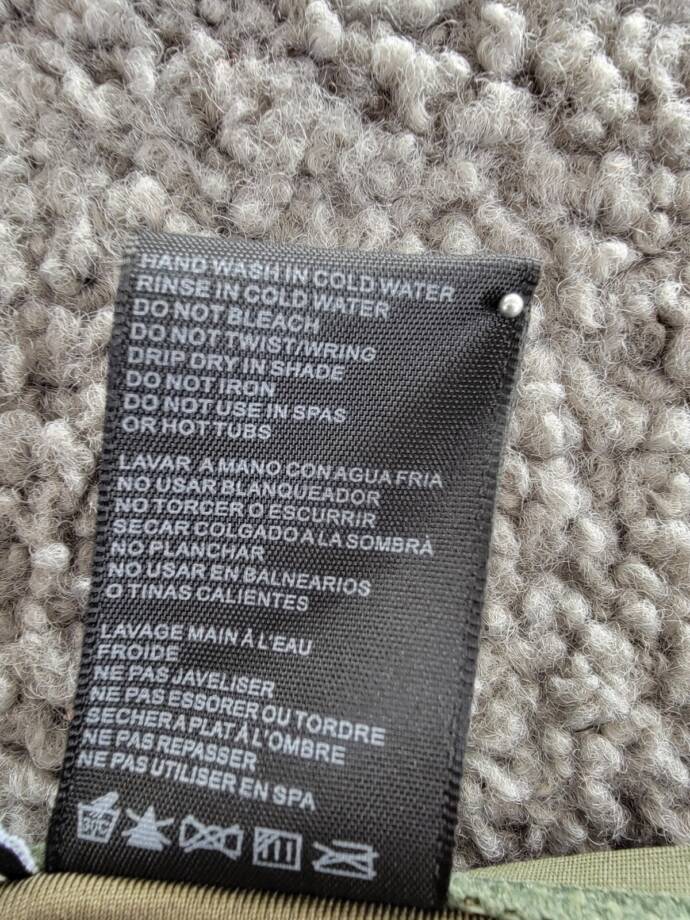 HAND WASH IN COLD WATER
RINSE IN COLD WATER
DO NOT BLEACH
DO NOT TWIST/WRING
DRIP DRY IN SHADE
DO NOT IRON
DO NOT USE IN SPAS
OR HOT TUBS
LAVAR A MANO CON AGUA FRIA
NO USAR BLANQUEADOR
NO TORCER O ESCURRIR
SECAR COLGADO A LA SOMBRA
NO PLANCHAR
NO USAR EN BALNEARIOS
O TINAS CALIENTES
LAVAGE MAIN À L'EAU
FROIDE
NE PAS JAVELISER
NE PAS ESSORER OU TORDRE
SECHER A PLAT À L'OMBRE
NE PAS REPASSER
NE PAS UTILISER EN SPA